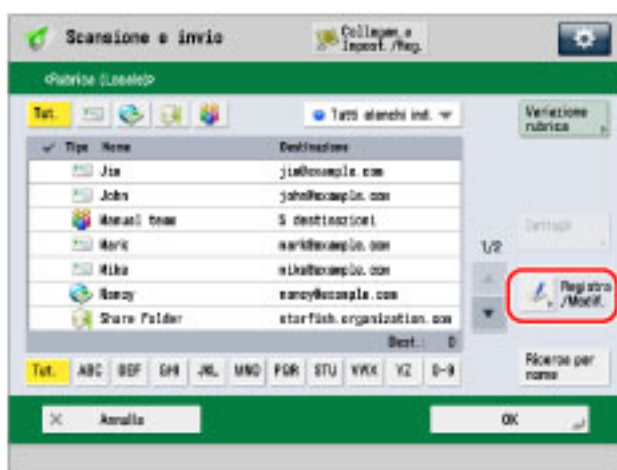 Scansione e invio
Collegam. a Impost./Reg.
<Rubrica (Locale)>
Tut.
Tutti elenchi ind.
Variazione rubrica
Tipo Nome Destinazione
Jim jim@example.com
John john@example.com
Manual team 5 destinazioni
Mark mark@example.com
Mike mike@example.com
Nancy nancy@example.com
Share Folder starfish.organization.com
Dettagli
1/2
Registra /Modif.
Dest.: 0
Tut. ABC DEF GHI JKL MNO PQR STU VWX YZ 0-9
Ricerca per nome
Annulla
OK